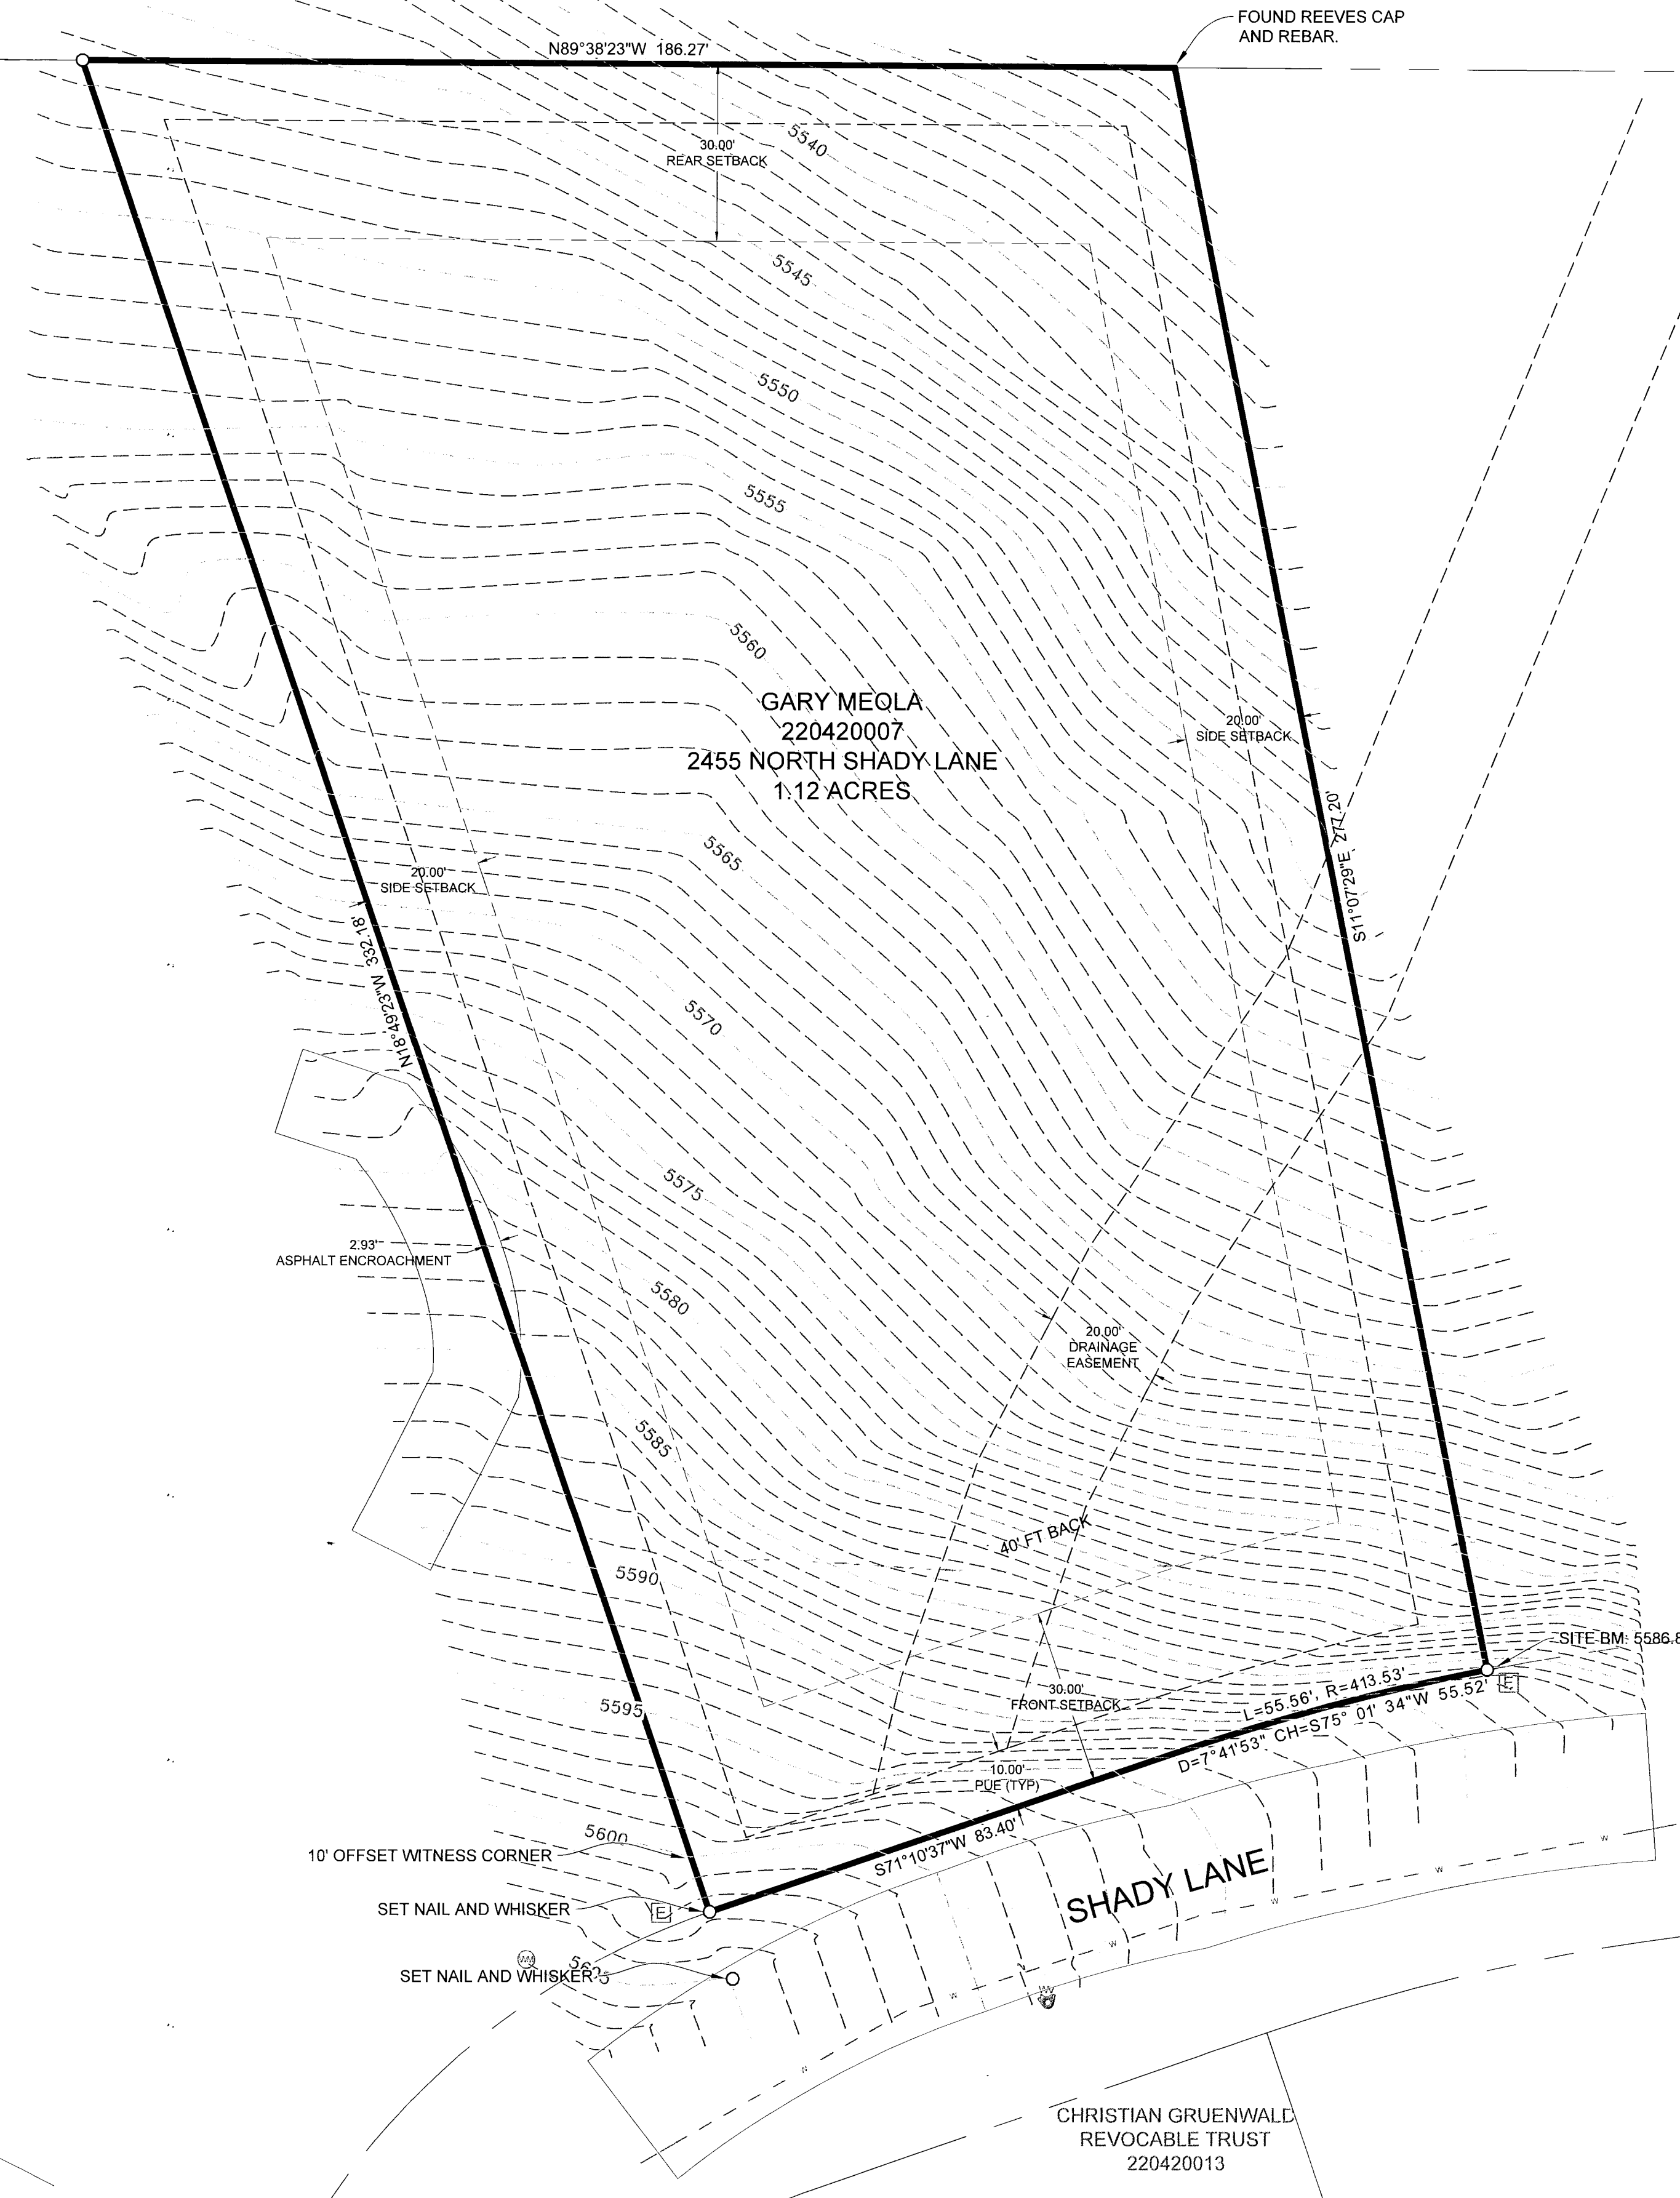 FOUND REEVES CAP
AND REBAR.
N89°38'23"W 186.27'
5540
30.00'
REAR SETBACK
5545
5550
5555
5560
GARY MEOLA
220420007
2455 NORTH SHADY LANE
1.12 ACRES
20.00'
SIDE SETBACK
S11°07'29"E 277.20'
5565
20.00'
SIDE SETBACK
N18°49'23"W 332.18'
5570
5575
2.93'
ASPHALT ENCROACHMENT
5580
20.00'
DRAINAGE
EASEMENT
5585
40' FT BACK
5590
SITE BM: 5586.8
30.00'
FRONT SETBACK
L=55.56', R=413.53'
D=7°41'53" CH=S75° 01' 34"W 55.52'
E
5595
10.00'
PUE (TYP)
5600
10' OFFSET WITNESS CORNER
S71°10'37"W 83.40'
SHADY LANE
W
W
W
W
W
W
W
SET NAIL AND WHISKER
E
SET NAIL AND WHISKER
CHRISTIAN GRUENWALD
REVOCABLE TRUST
220420013